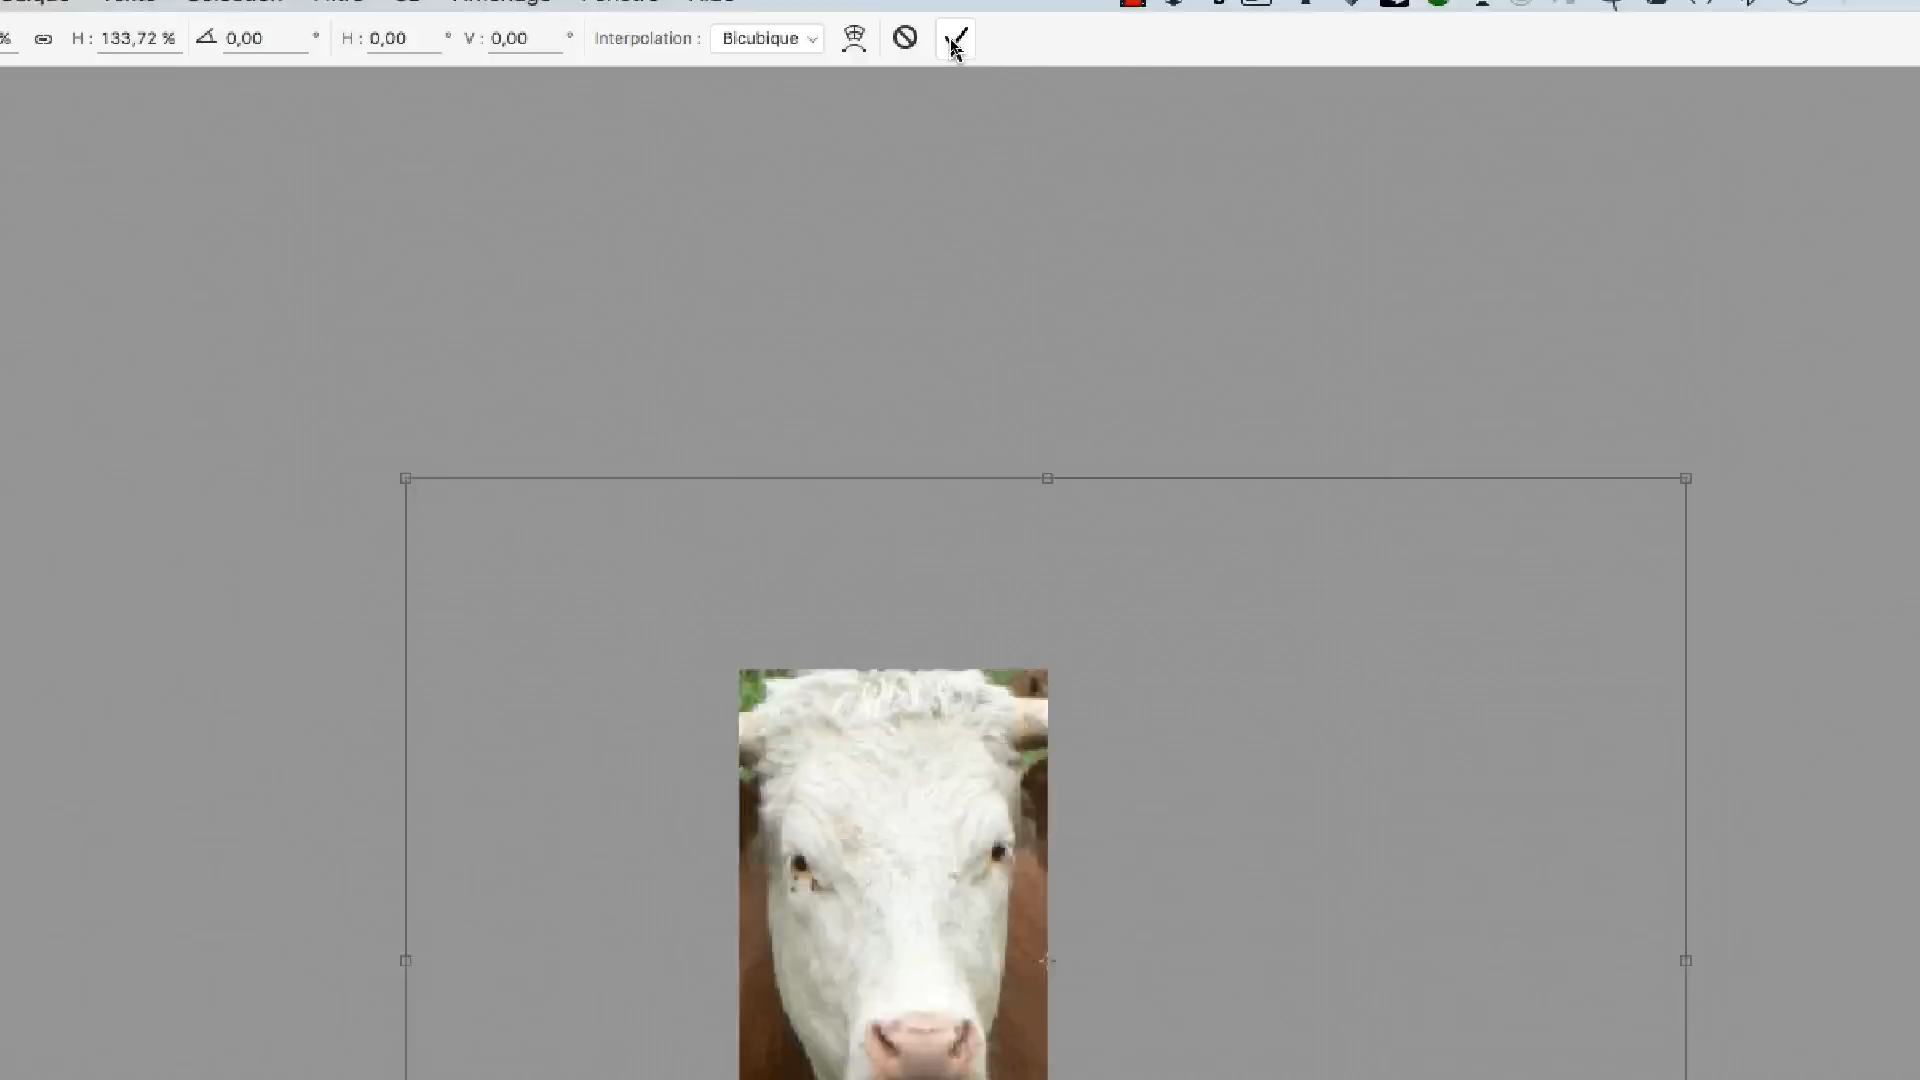 % H : 133,72 % 0,00 ° H : 0,00 ° V : 0,00 ° Interpolation : Bicubique